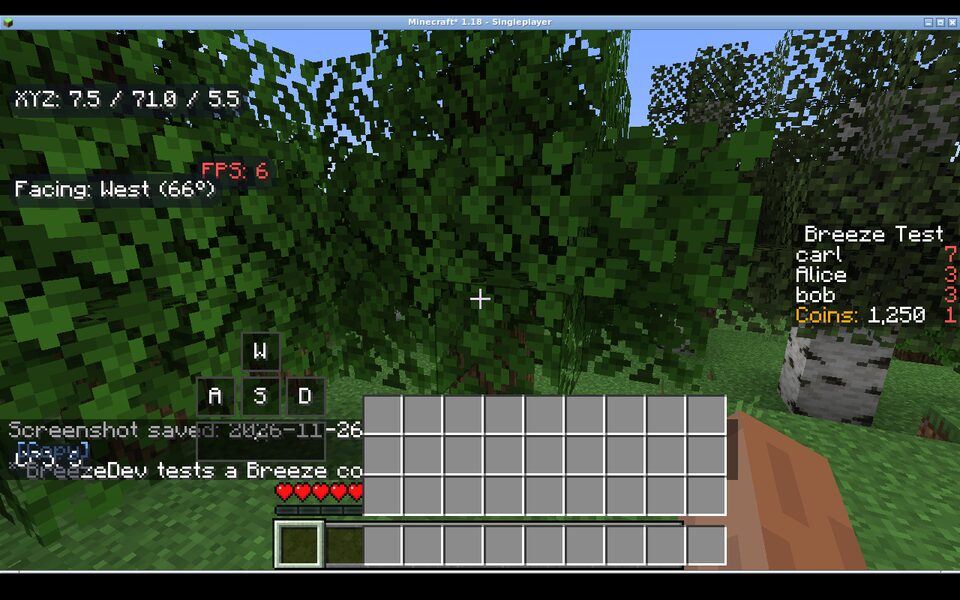 Minecraft* 1.18 - Singleplayer
XYZ: 7.5 / 71.0 / 5.5
FPS: 6
Facing: West (66°)
Breeze Test
carl 7
Alice 3
bob 3
Coins: 1,250 1
W
A S D
Screenshot saved: 2026-11-26
[Copy]
* BreezeDev tests a Breeze co